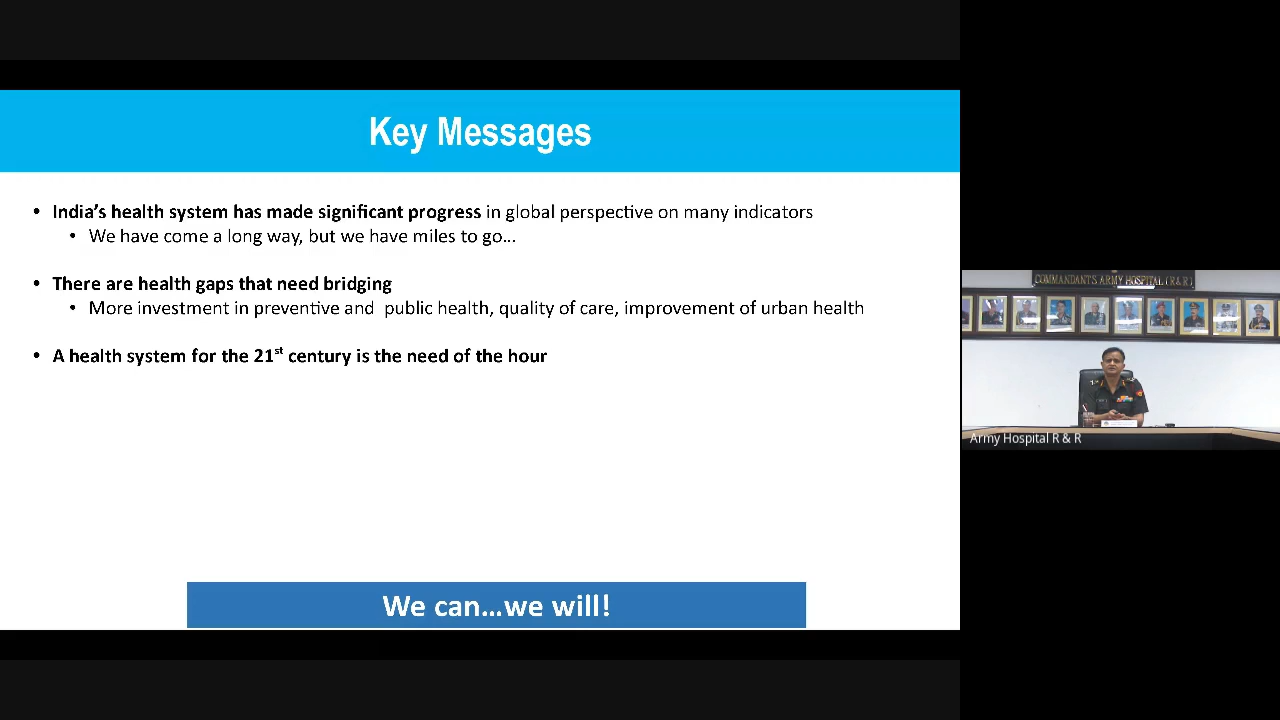 Key Messages
• India's health system has made significant progress in global perspective on many indicators
• We have come a long way, but we have miles to go...
• There are health gaps that need bridging
• More investment in preventive and  public health, quality of care, improvement of urban health
• A health system for the 21st century is the need of the hour
We can...we will!
COMMANDANT'S ARMY HOSPITAL (R&R)
Army Hospital R & R